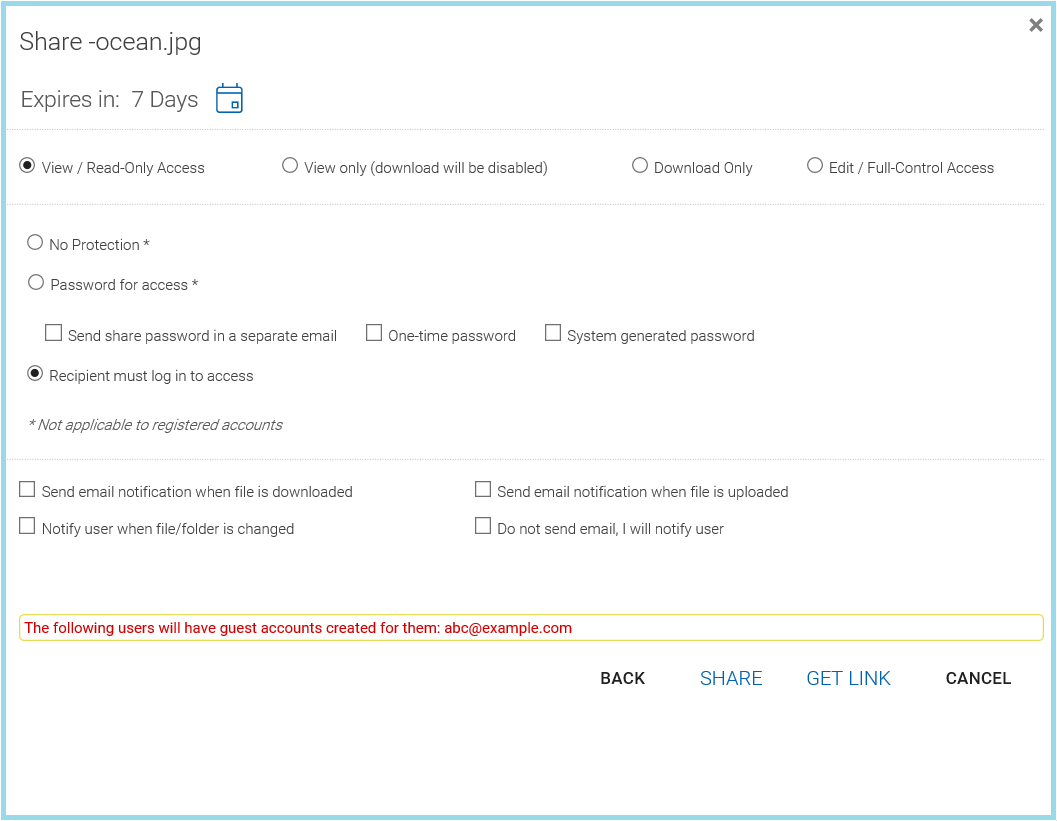 Share -ocean.jpg
Expires in: 7 Days
View / Read-Only Access View only (download will be disabled) Download Only Edit / Full-Control Access
No Protection *
Password for access *
Send share password in a separate email One-time password System generated password
Recipient must log in to access
* Not applicable to registered accounts
Send email notification when file is downloaded Send email notification when file is uploaded
Notify user when file/folder is changed Do not send email, I will notify user
The following users will have guest accounts created for them: abc@example.com
BACK SHARE GET LINK CANCEL